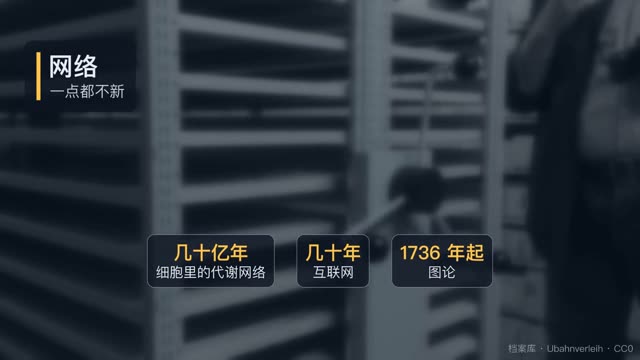 网络
一点都不新
几十亿年
细胞里的代谢网络
几十年
互联网
1736 年起
图论
档案库 · Ubahnverleih · CC0